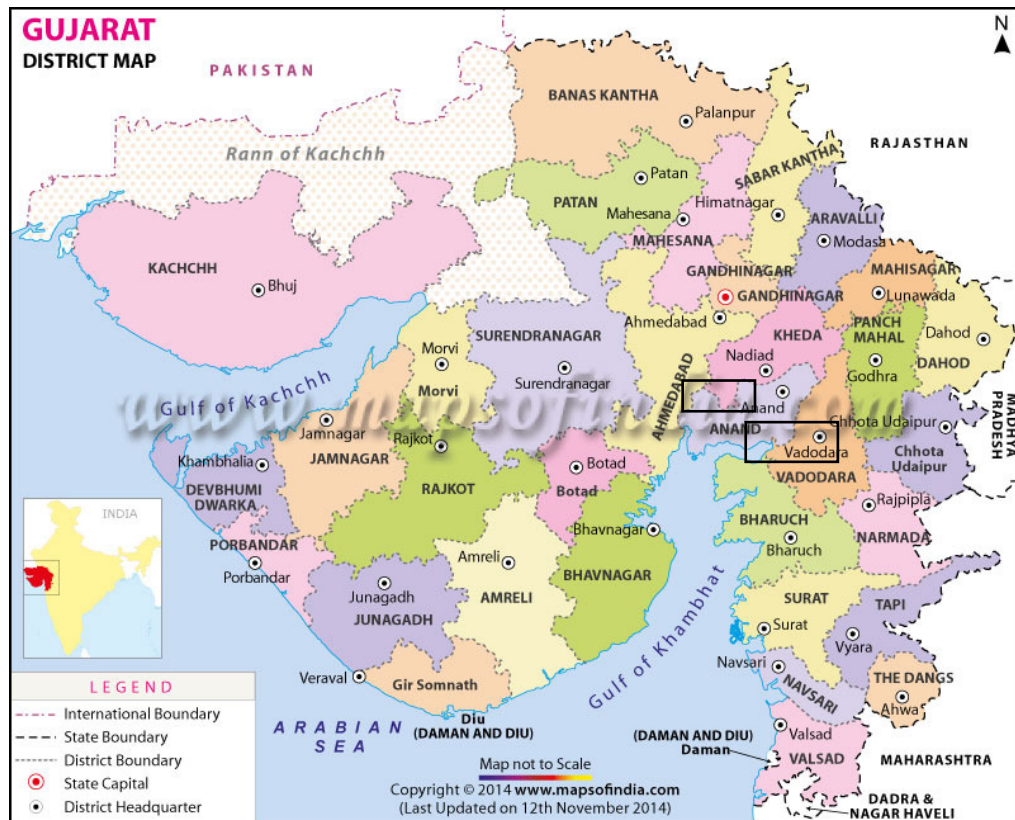 GUJARAT
DISTRICT MAP
N
PAKISTAN
RAJASTHAN
Rann of Kachchh
BANAS KANTHA
Palanpur
Patan
PATAN
SABAR KANTHA
Himatnagar
Mahesana
MAHESANA
ARAVALLI
Modasa
KACHCHH
Bhuj
GANDHINAGAR
GANDHINAGAR
MAHISAGAR
Lunawada
Ahmedabad
AHMEDABAD
SURENDRANAGAR
Surendranagar
KHEDA
Nadiad
PANCH
MAHAL
Godhra
Dahod
DAHOD
Morvi
Morvi
www.mapsofindia.com
Gulf of Kachchh
Anand
ANAND
MADHYA
PRADESH
Jamnagar
JAMNAGAR
Rajkot
RAJKOT
Chhota Udaipur
Chhota
Udaipur
Vadodara
VADODARA
Khambhalia
DEVBHUMI
DWARKA
Botad
Botad
Rajpipla
NARMADA
Bhavnagar
BHAVNAGAR
BHARUCH
Bharuch
PORBANDAR
Porbandar
Amreli
AMRELI
Junagadh
JUNAGADH
SURAT
Surat
TAPI
Vyara
INDIA
Gulf of Khambhat
Navsari
NAVSARI
THE DANGS
Ahwa
Veraval
Gir Somnath
Diu
(DAMAN AND DIU)
ARABIAN
SEA
(DAMAN AND DIU)
Daman
Valsad
VALSAD
MAHARASHTRA
DADRA &
NAGAR HAVELI
LEGEND
International Boundary
State Boundary
District Boundary
State Capital
District Headquarter
Map not to Scale
Copyright © 2014 www.mapsofindia.com
(Last Updated on 12th November 2014)